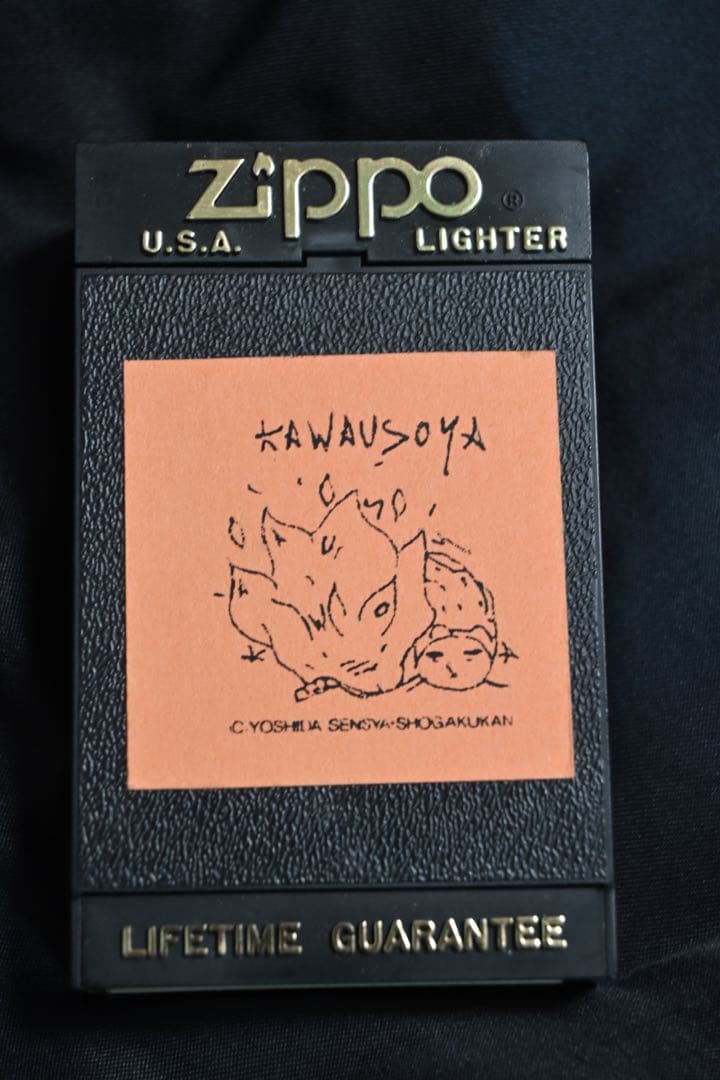 Zippo ®
U.S.A. LIGHTER
KAWAUSOYA
C.YOSHIDA SENSYA·SHOGAKUKAN
LIFETIME GUARANTEE